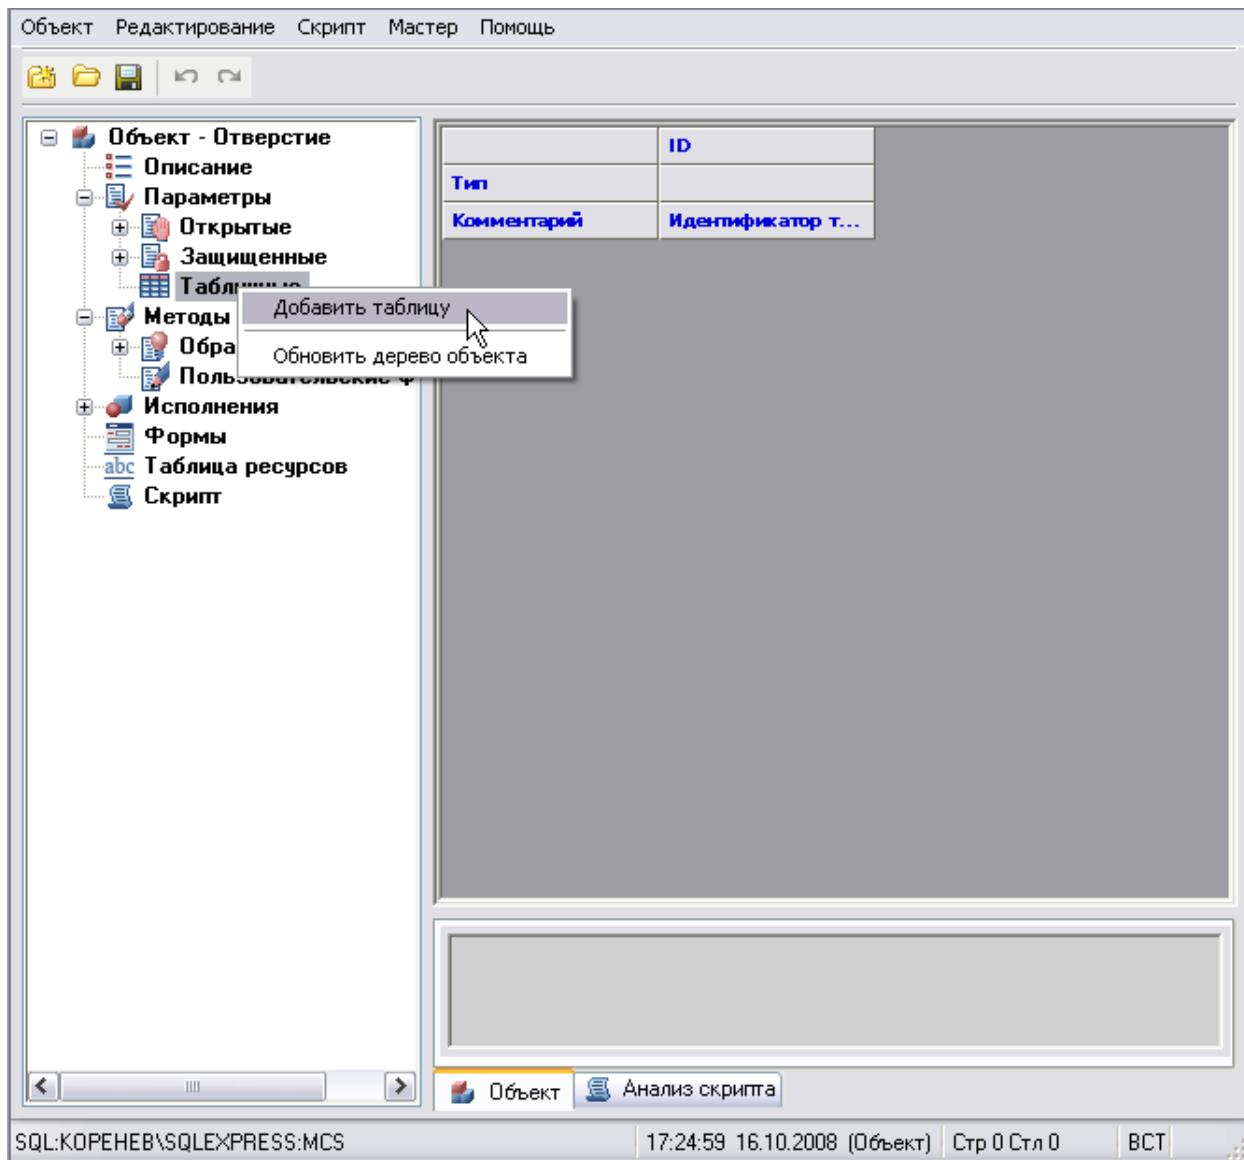 Объект Редактирование Скрипт Мастер Помощь
Объект - Отверстие
Описание
Параметры
Открытые
Защищенные
Методы
Исполнения
Формы
abc Таблица ресурсов
Скрипт
Добавить таблицу
Обновить дерево объекта
ID
Тип
Комментарий Идентификатор т...
Объект Анализ скрипта
SQL:КОРЕНЕВ\SQLEXPRESS:MCS 17:24:59 16.10.2008 (Объект) Стр 0 Стл 0 ВСТ